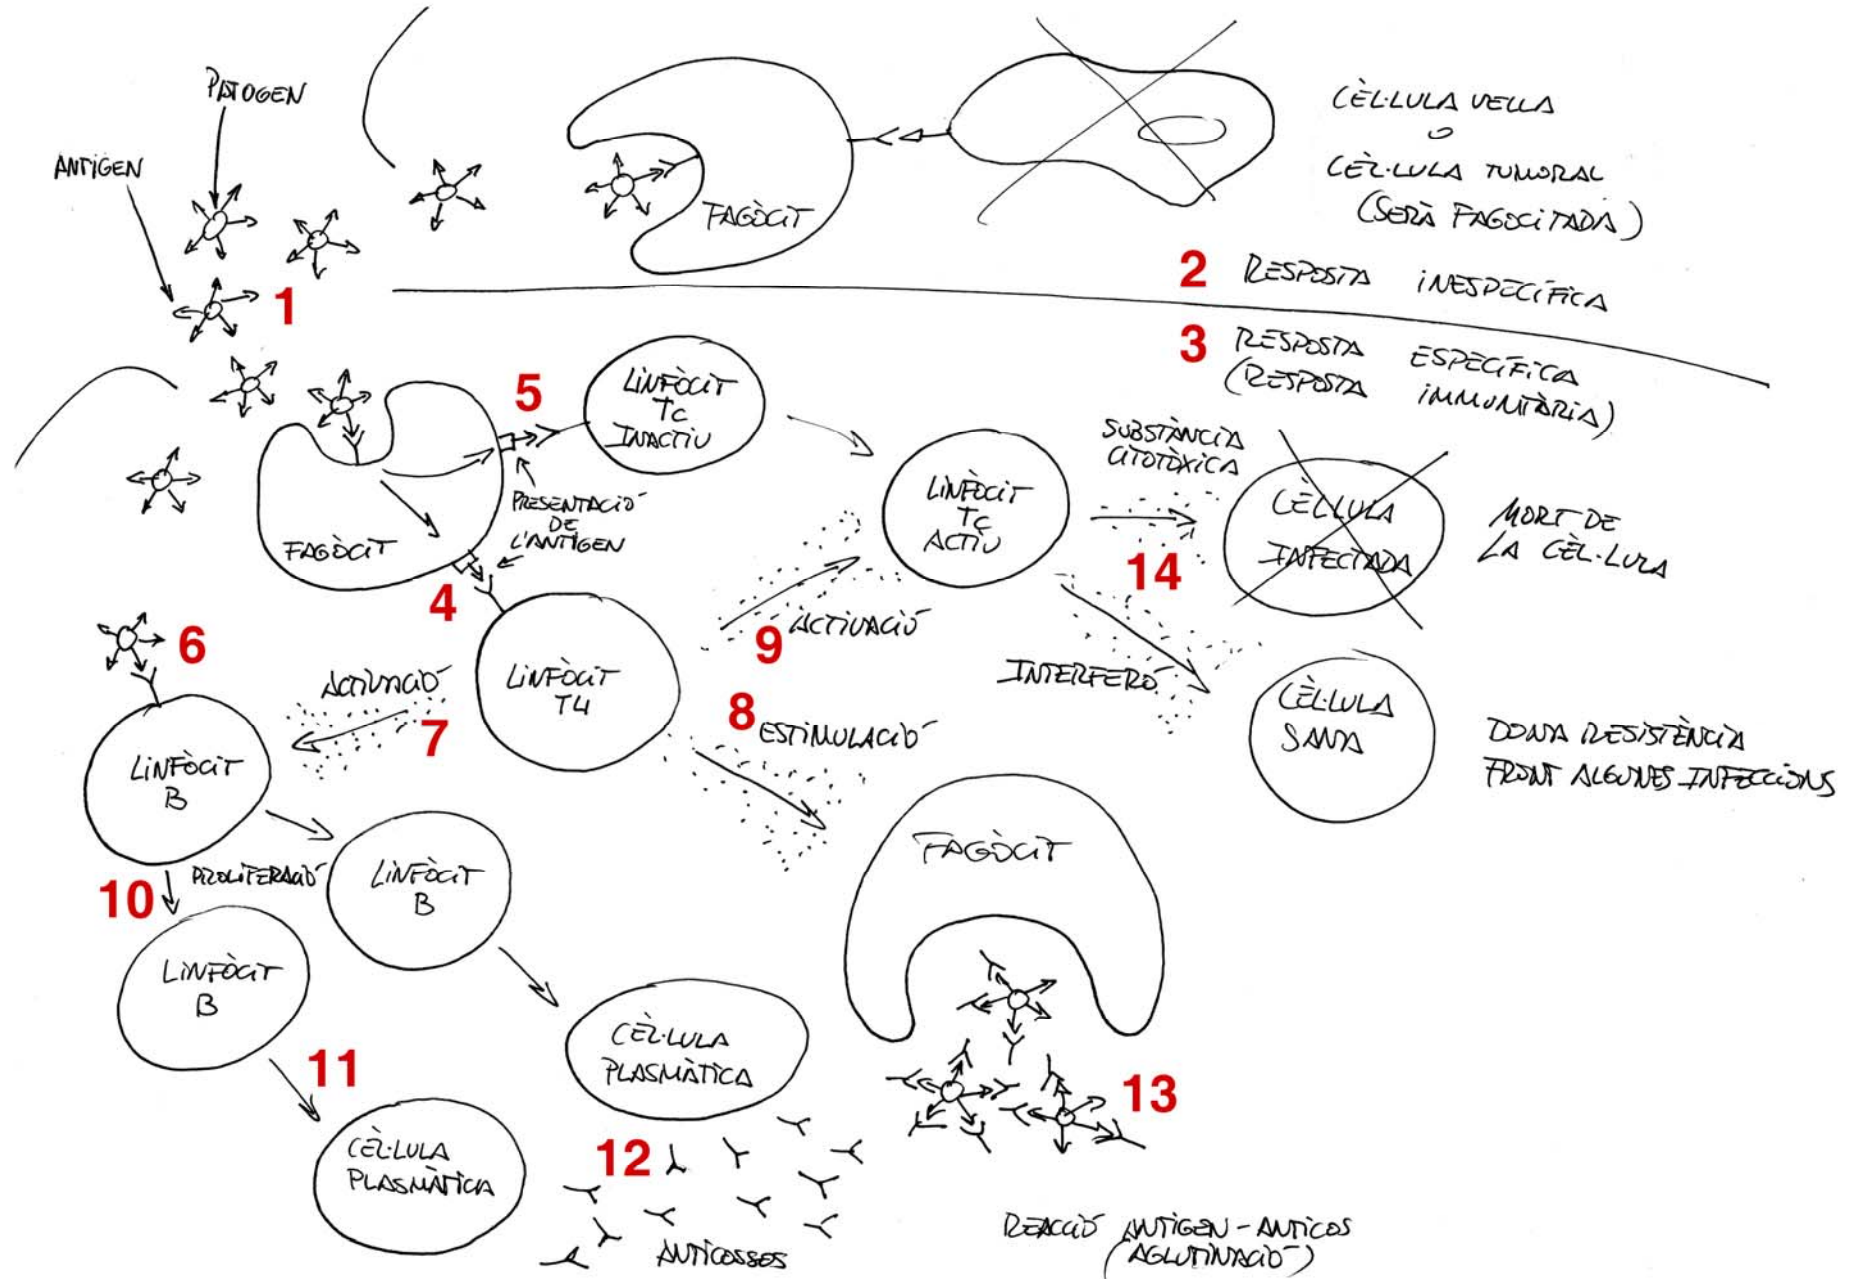 PATOGEN
ANTÍGEN
1
FAGÒCIT
CÈL·LULA VELLA
O
CÈL·LULA TUMORAL
(SERÀ FAGOCITADA)
2 RESPOSTA INESPECÍFICA
3 RESPOSTA ESPECÍFICA
(RESPOSTA IMMUNITÀRIA)
5
LINFÒCIT
Tc
INACTIU
PRESENTACIÓ
DE
L'ANTIGEN
FAGÒCIT
4
LINFÒCIT
Tc
ACTIU
SUBSTÀNCIA
CITOTÒXICA
14
CÈL·LULA
INFECTADA
MORT DE
LA CÈL·LULA
6
ACTIVACIÓ
7
LINFÒCIT
T4
9 ACTIVACIÓ
8 ESTIMULACIÓ
INTERFERÓ
CÈL·LULA
SANA
DONA RESISTÈNCIA
FRONT ALGUNES INFECCIONS
LINFÒCIT
B
10 PROLIFERACIÓ
LINFÒCIT
B
LINFÒCIT
B
FAGÒCIT
11
CÈL·LULA
PLASMÀTICA
CÈL·LULA
PLASMÀTICA
12
ANTICOSSOS
13
REACCIÓ ANTIGEN-ANTICOS
(AGLUTINACIÓ)